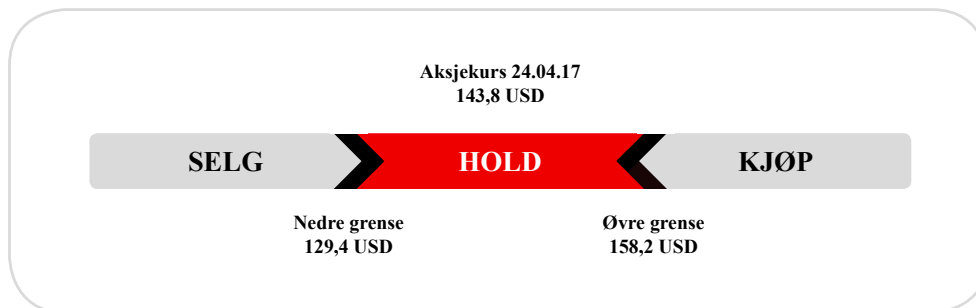 Aksjekurs 24.04.17
143,8 USD
SELG
HOLD
KJØP
Nedre grense
129,4 USD
Øvre grense
158,2 USD